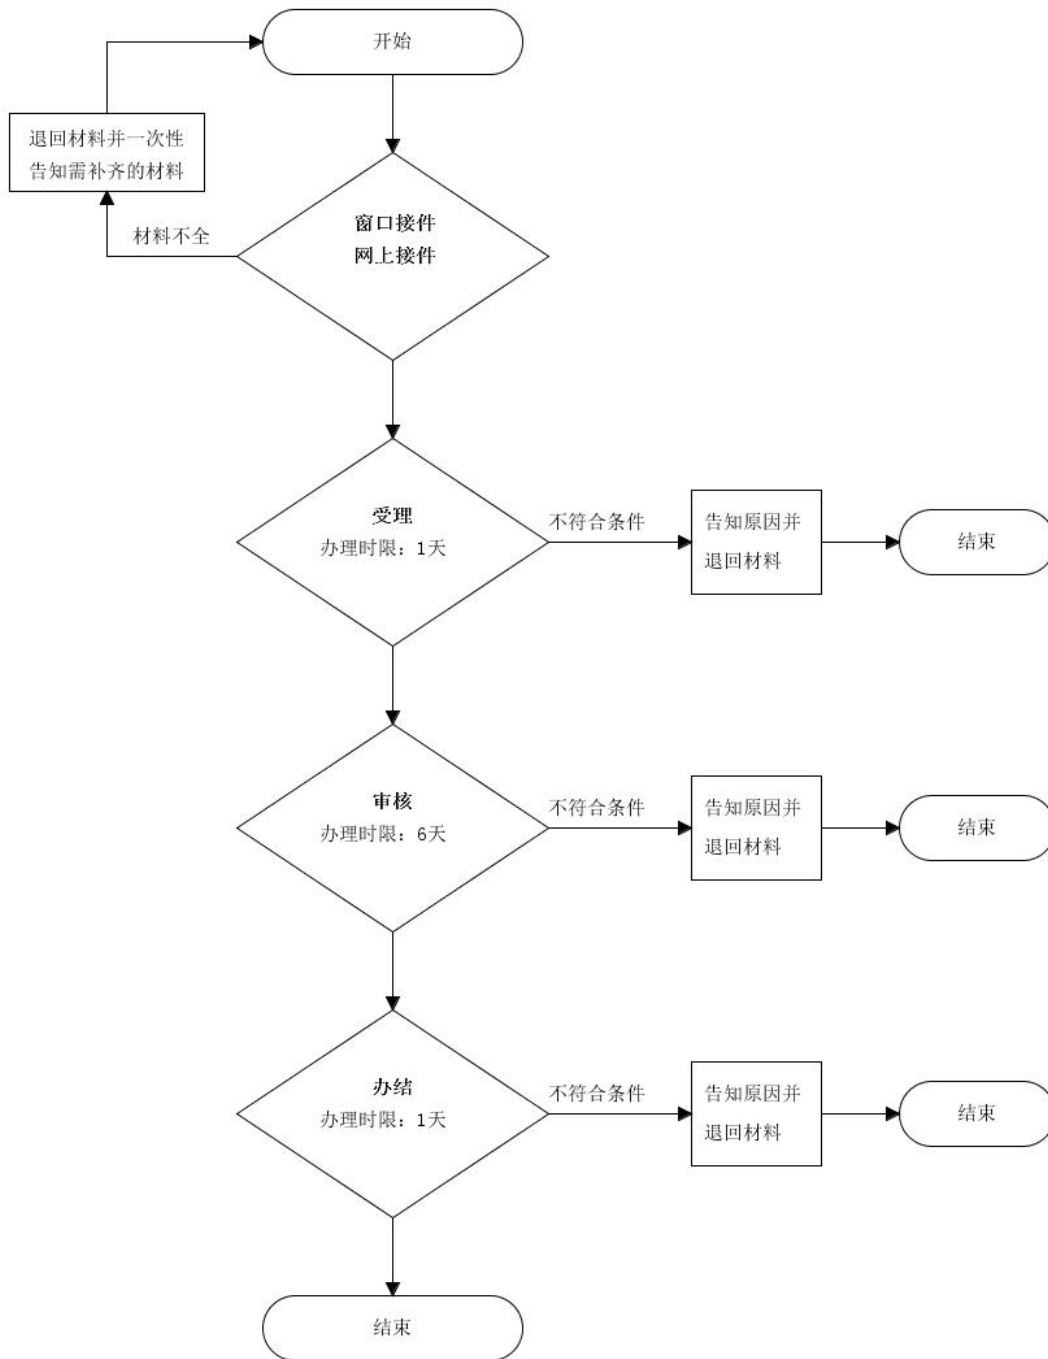 开始
退回材料并一次性
告知需补齐的材料
材料不全
窗口接件
网上接件
受理
办理时限：1天
不符合条件
告知原因并
退回材料
结束
审核
办理时限：6天
不符合条件
告知原因并
退回材料
结束
办结
办理时限：1天
不符合条件
告知原因并
退回材料
结束
结束